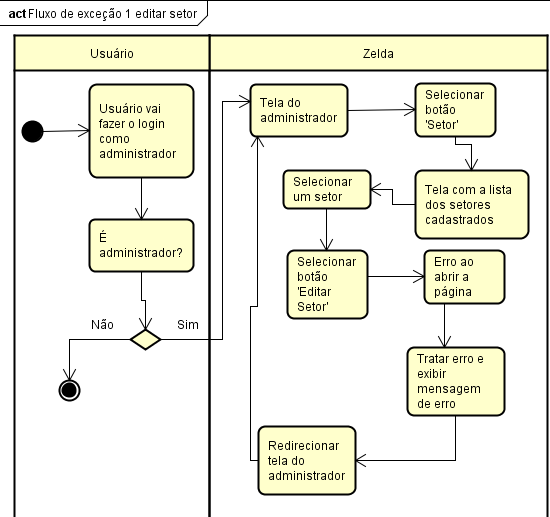 act Fluxo de exceção 1 editar setor
Usuário
Zelda
Usuário vai
fazer o login
como
administrador
É
administrador?
Não
Sim
Tela do
administrador
Selecionar
botão
'Setor'
Tela com a lista
dos setores
cadastrados
Selecionar
um setor
Selecionar
botão
'Editar
Setor'
Erro ao
abrir a
página
Tratar erro e
exibir
mensagem
de erro
Redirecionar
tela do
administrador